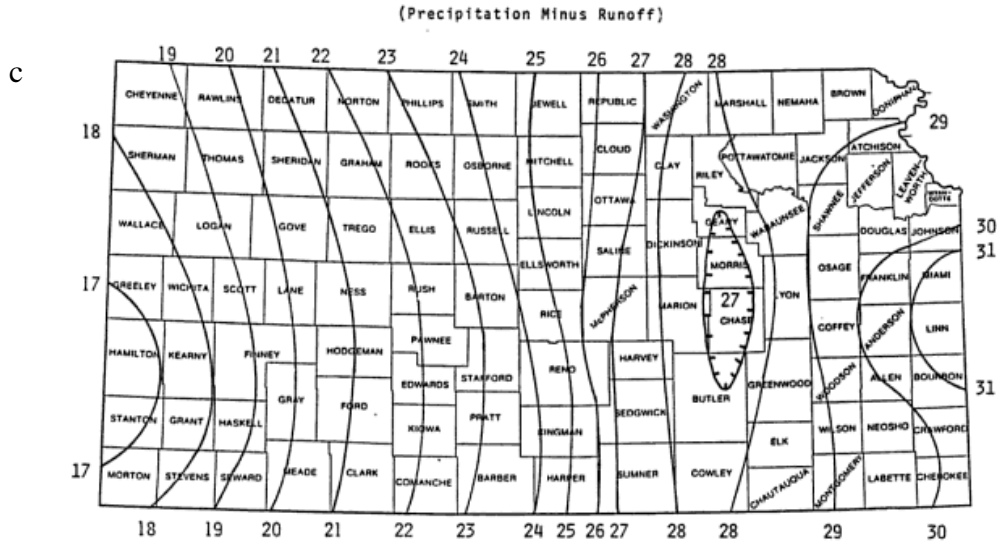 (Precipitation Minus Runoff)
c
19 20 21 22 23 24 25 26 27 28 28
CHEYENNE RAWLINS DECATUR NORTON PHILLIPS SMITH JEWELL REPUBLIC WASHINGTON MARSHALL NEMAHA BROWN DONIPHAN
29
18
CLOUD
ATCHISON
SHERMAN THOMAS SHERIDAN GRAHAM ROOKS OSBORNE MITCHELL CLAY RILEY POTTAWATOMIE JACKSON JEFFERSON LEAVEN-
WORTH
OTTAWA
WALLACE LOGAN GOVE TREGO ELLIS RUSSELL LINCOLN GEARY WABAUNSEE SHAWNEE DOUGLAS JOHNSON
30
SALINE DICKINSON
31
ELLSWORTH MORRIS OSAGE FRANKLIN MIAMI
17
GREELEY WICHITA SCOTT LANE NESS RUSH BARTON RICE McPHERSON MARION 27 CHASE LYON COFFEY ANDERSON LINN
HAMILTON KEARNY FINNEY HODGEMAN PAWNEE STAFFORD RENO HARVEY WOODSON ALLEN BOURBON
EDWARDS GREENWOOD
31
GRAY FORD BUTLER
STANTON GRANT HASKELL KIOWA PRATT KINGMAN SEDGWICK ELK WILSON NEOSHO CRAWFORD
17
MORTON STEVENS SEWARD MEADE CLARK COMANCHE BARBER HARPER SUMNER COWLEY CHAUTAUQUA MONTGOMERY LABETTE CHEROKEE
18 19 20 21 22 23 24 25 26 27 28 28 29 30